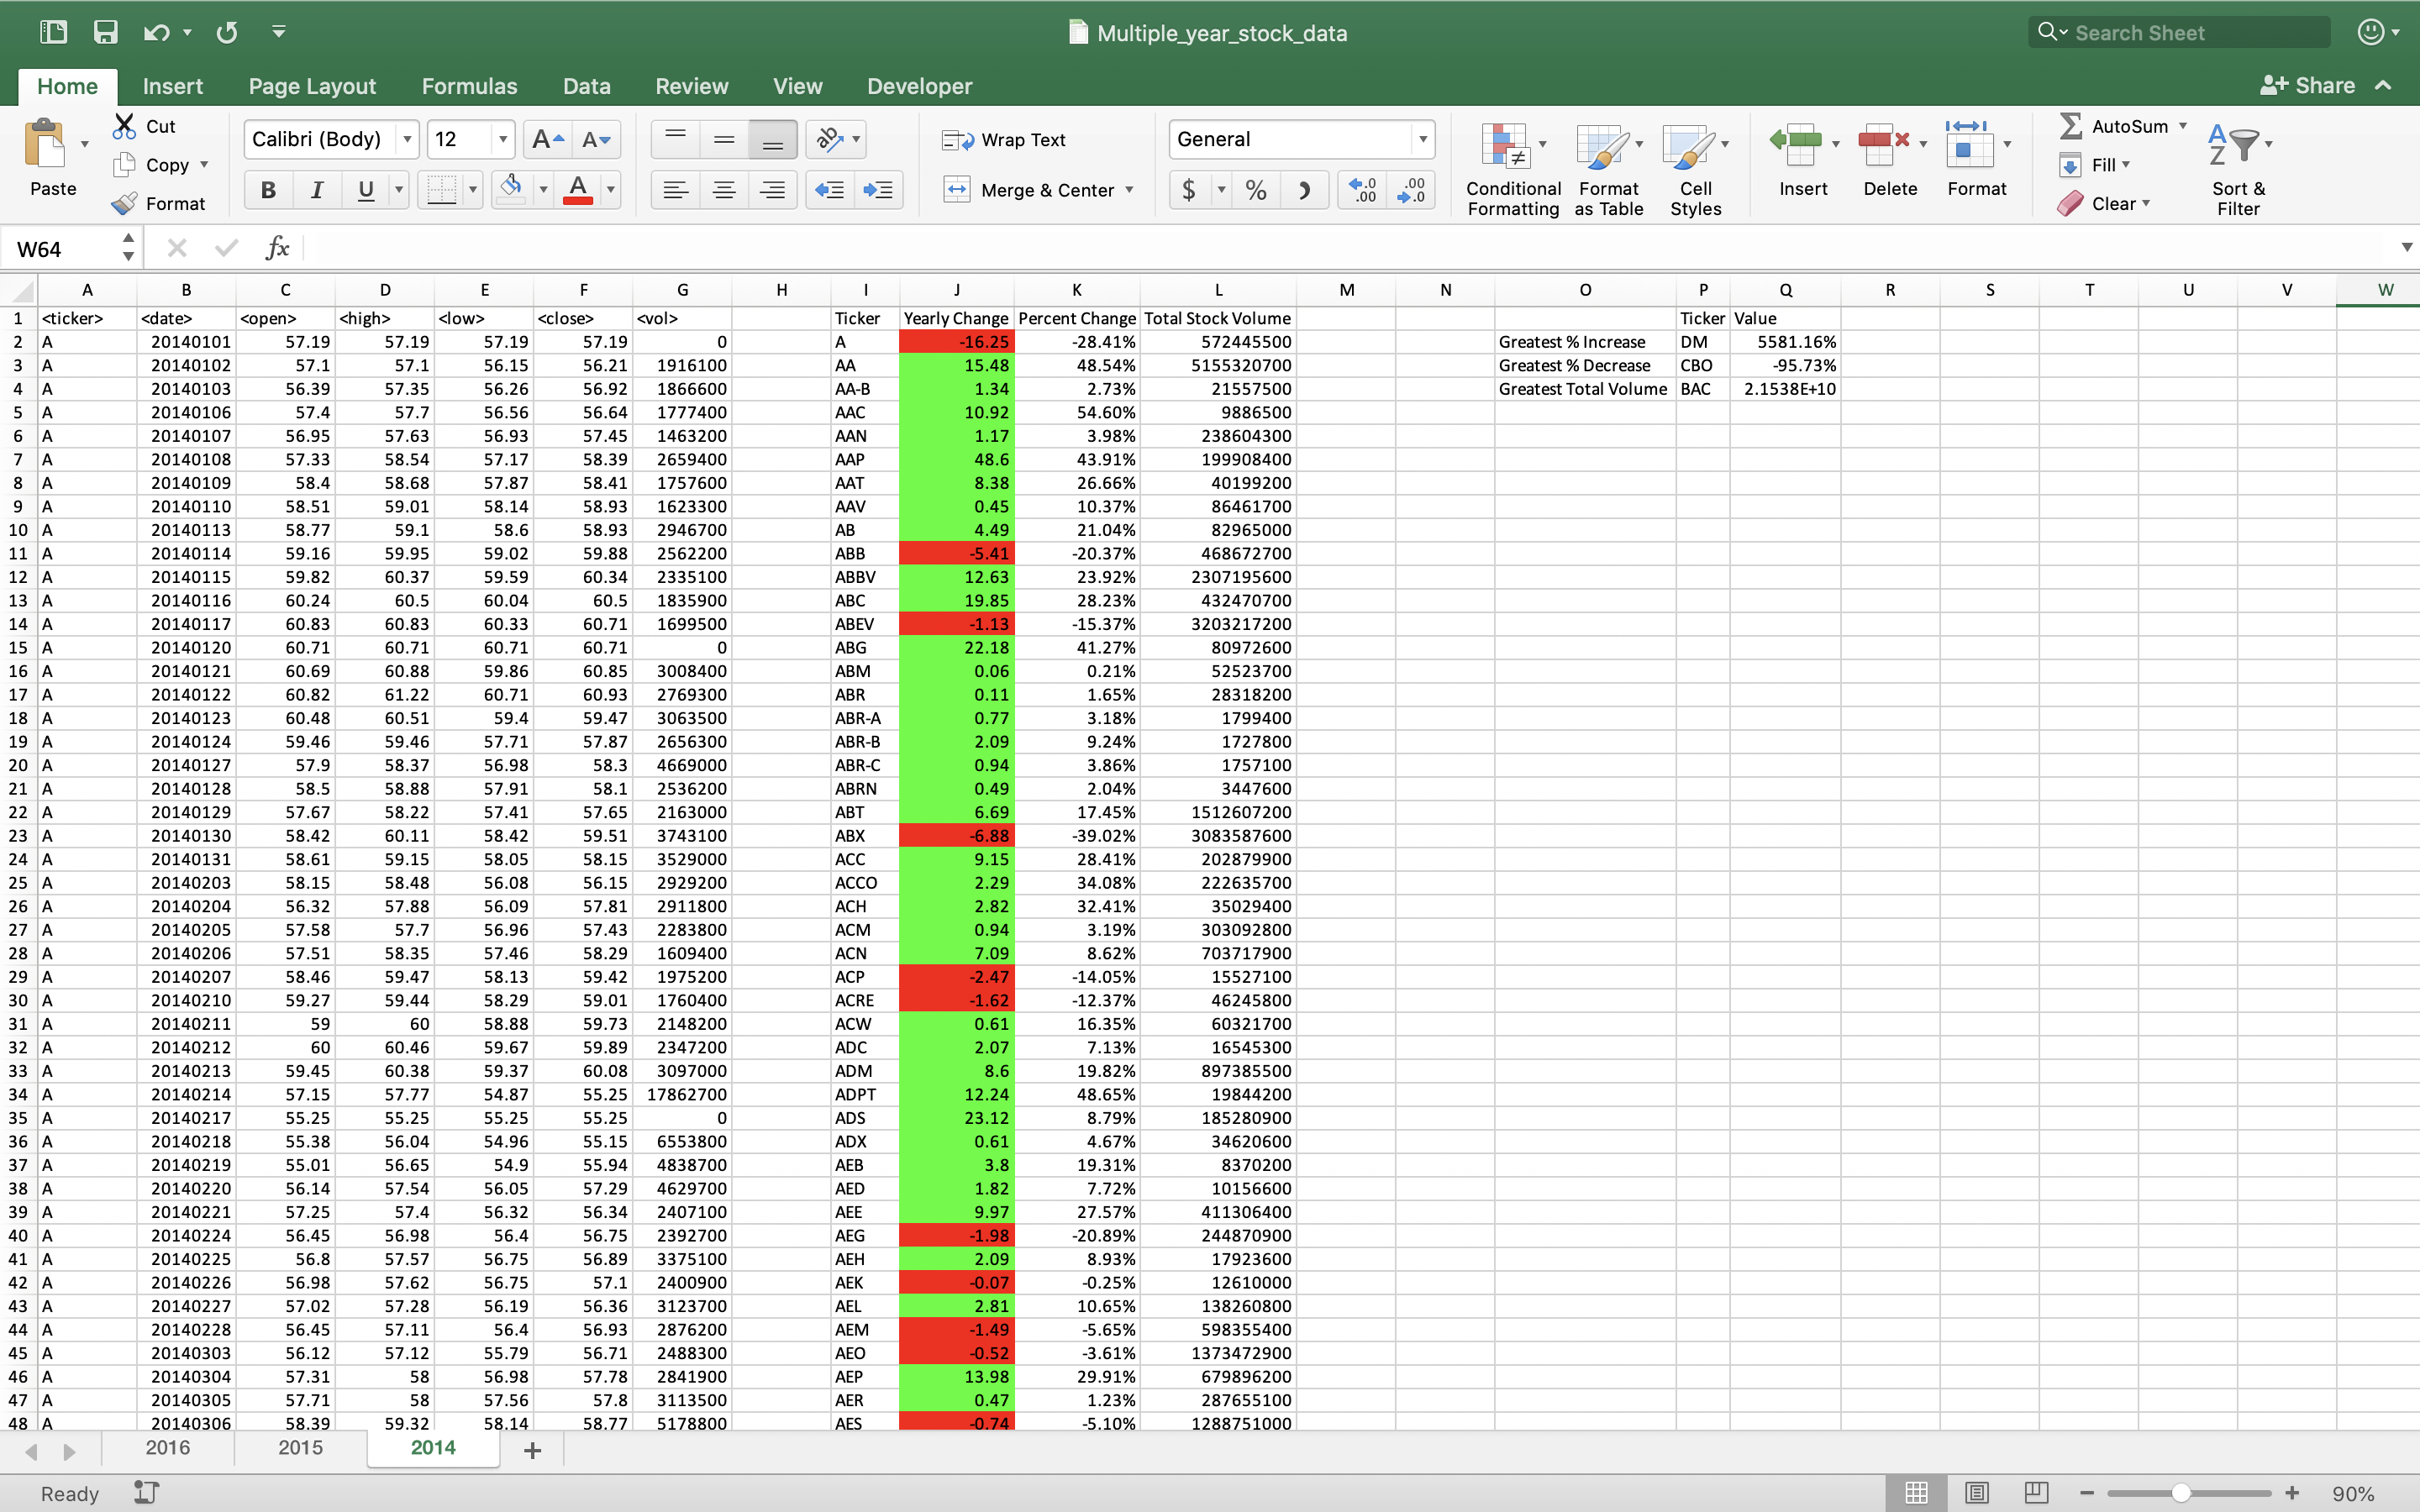 Multiple_year_stock_data
Search Sheet
Home Insert Page Layout Formulas Data Review View Developer Share
Paste Cut Copy Format
Calibri (Body) 12 A A
B I U A
Wrap Text
Merge & Center
General
$ % .0 .00 .00 .0
Conditional Formatting
Format as Table
Cell Styles
Insert Delete Format
AutoSum
Fill
Clear
Sort & Filter
W64 fx
A B C D E F G H I J K L M N O P Q R S T U V W
1 <ticker> <date> <open> <high> <low> <close> <vol> Ticker Yearly Change Percent Change Total Stock Volume Ticker Value
2 A 20140101 57.19 57.19 57.19 57.19 0 A -16.25 -28.41% 572445500 Greatest % Increase DM 5581.16%
3 A 20140102 57.1 57.1 56.15 56.21 1916100 AA 15.48 48.54% 5155320700 Greatest % Decrease CBO -95.73%
4 A 20140103 56.39 57.35 56.26 56.92 1866600 AA-B 1.34 2.73% 21557500 Greatest Total Volume BAC 2.1538E+10
5 A 20140106 57.4 57.7 56.56 56.64 1777400 AAC 10.92 54.60% 9886500
6 A 20140107 56.95 57.63 56.93 57.45 1463200 AAN 1.17 3.98% 238604300
7 A 20140108 57.33 58.54 57.17 58.39 2659400 AAP 48.6 43.91% 199908400
8 A 20140109 58.4 58.68 57.87 58.41 1757600 AAT 8.38 26.66% 40199200
9 A 20140110 58.51 59.01 58.14 58.93 1623300 AAV 0.45 10.37% 86461700
10 A 20140113 58.77 59.1 58.6 58.93 2946700 AB 4.49 21.04% 82965000
11 A 20140114 59.16 59.95 59.02 59.88 2562200 ABB -5.41 -20.37% 468672700
12 A 20140115 59.82 60.37 59.59 60.34 2335100 ABBV 12.63 23.92% 2307195600
13 A 20140116 60.24 60.5 60.04 60.5 1835900 ABC 19.85 28.23% 432470700
14 A 20140117 60.83 60.83 60.33 60.71 1699500 ABEV -1.13 -15.37% 3203217200
15 A 20140120 60.71 60.71 60.71 60.71 0 ABG 22.18 41.27% 80972600
16 A 20140121 60.69 60.88 59.86 60.85 3008400 ABM 0.06 0.21% 52523700
17 A 20140122 60.82 61.22 60.71 60.93 2769300 ABR 0.11 1.65% 28318200
18 A 20140123 60.48 60.51 59.4 59.47 3063500 ABR-A 0.77 3.18% 1799400
19 A 20140124 59.46 59.46 57.71 57.87 2656300 ABR-B 2.09 9.24% 1727800
20 A 20140127 57.9 58.37 56.98 58.3 4669000 ABR-C 0.94 3.86% 1757100
21 A 20140128 58.5 58.88 57.91 58.1 2536200 ABRN 0.49 2.04% 3447600
22 A 20140129 57.67 58.22 57.41 57.65 2163000 ABT 6.69 17.45% 1512607200
23 A 20140130 58.42 60.11 58.42 59.51 3743100 ABX -6.88 -39.02% 3083587600
24 A 20140131 58.61 59.15 58.05 58.15 3529000 ACC 9.15 28.41% 202879900
25 A 20140203 58.15 58.48 56.08 56.15 2929200 ACCO 2.29 34.08% 222635700
26 A 20140204 56.32 57.88 56.09 57.81 2911800 ACH 2.82 32.41% 35029400
27 A 20140205 57.58 57.7 56.96 57.43 2283800 ACM 0.94 3.19% 303092800
28 A 20140206 57.51 58.35 57.46 58.29 1609400 ACN 7.09 8.62% 703717900
29 A 20140207 58.46 59.47 58.13 59.42 1975200 ACP -2.47 -14.05% 15527100
30 A 20140210 59.27 59.44 58.29 59.01 1760400 ACRE -1.62 -12.37% 46245800
31 A 20140211 59 60 58.88 59.73 2148200 ACW 0.61 16.35% 60321700
32 A 20140212 60 60.46 59.67 59.89 2347200 ADC 2.07 7.13% 16545300
33 A 20140213 59.45 60.38 59.37 60.08 3097000 ADM 8.6 19.82% 897385500
34 A 20140214 57.15 57.77 54.87 55.25 17862700 ADPT 12.24 48.65% 19844200
35 A 20140217 55.25 55.25 55.25 55.25 0 ADS 23.12 8.79% 185280900
36 A 20140218 55.38 56.04 54.96 55.15 6553800 ADX 0.61 4.67% 34620600
37 A 20140219 55.01 56.65 54.9 55.94 4838700 AEB 3.8 19.31% 8370200
38 A 20140220 56.14 57.54 56.05 57.29 4629700 AED 1.82 7.72% 10156600
39 A 20140221 57.25 57.4 56.32 56.34 2407100 AEE 9.97 27.57% 411306400
40 A 20140224 56.45 56.98 56.4 56.75 2392700 AEG -1.98 -20.89% 244870900
41 A 20140225 56.8 57.57 56.75 56.89 3375100 AEH 2.09 8.93% 17923600
42 A 20140226 56.98 57.62 56.75 57.1 2400900 AEK -0.07 -0.25% 12610000
43 A 20140227 57.02 57.28 56.19 56.36 3123700 AEL 2.81 10.65% 138260800
44 A 20140228 56.45 57.11 56.4 56.93 2876200 AEM -1.49 -5.65% 598355400
45 A 20140303 56.12 57.12 55.79 56.71 2488300 AEO -0.52 -3.61% 1373472900
46 A 20140304 57.31 58 56.98 57.78 2841900 AEP 13.98 29.91% 679896200
47 A 20140305 57.71 58 57.56 57.8 3113500 AER 0.47 1.23% 287655100
48 A 20140306 58.39 59.32 58.14 58.77 5178800 AES -0.74 -5.10% 1288751000
2016 2015 2014
Ready 90%